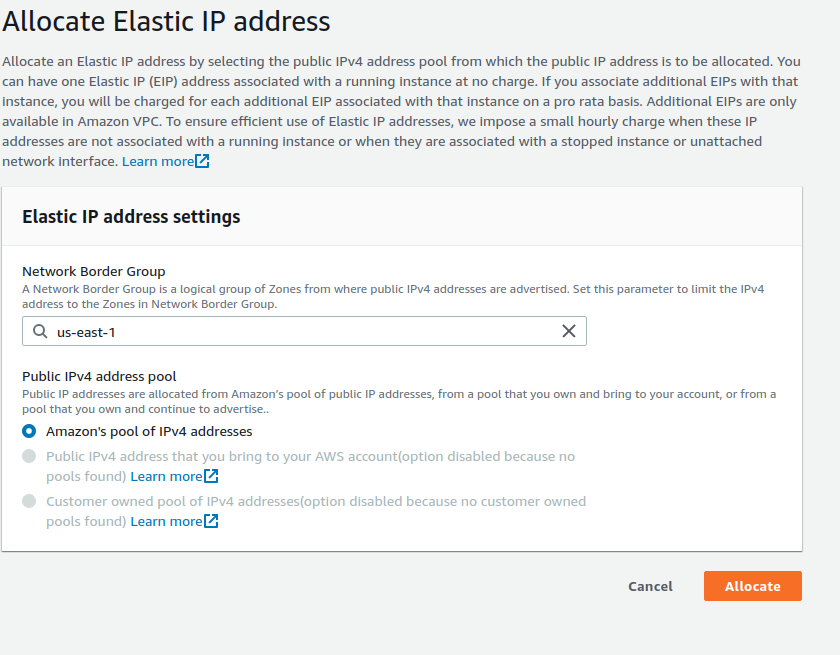 Allocate Elastic IP address
Allocate an Elastic IP address by selecting the public IPv4 address pool from which the public IP address is to be allocated. You
can have one Elastic IP (EIP) address associated with a running instance at no charge. If you associate additional EIPs with that
instance, you will be charged for each additional EIP associated with that instance on a pro rata basis. Additional EIPs are only
available in Amazon VPC. To ensure efficient use of Elastic IP addresses, we impose a small hourly charge when these IP
addresses are not associated with a running instance or when they are associated with a stopped instance or unattached
network interface. Learn more
Elastic IP address settings
Network Border Group
A Network Border Group is a logical group of Zones from where public IPv4 addresses are advertised. Set this parameter to limit the IPv4
address to the Zones in Network Border Group.
us-east-1
Public IPv4 address pool
Public IP addresses are allocated from Amazon's pool of public IP addresses, from a pool that you own and bring to your account, or from a
pool that you own and continue to advertise..
Amazon's pool of IPv4 addresses
Public IPv4 address that you bring to your AWS account(option disabled because no
pools found) Learn more
Customer owned pool of IPv4 addresses(option disabled because no customer owned
pools found) Learn more
Cancel Allocate